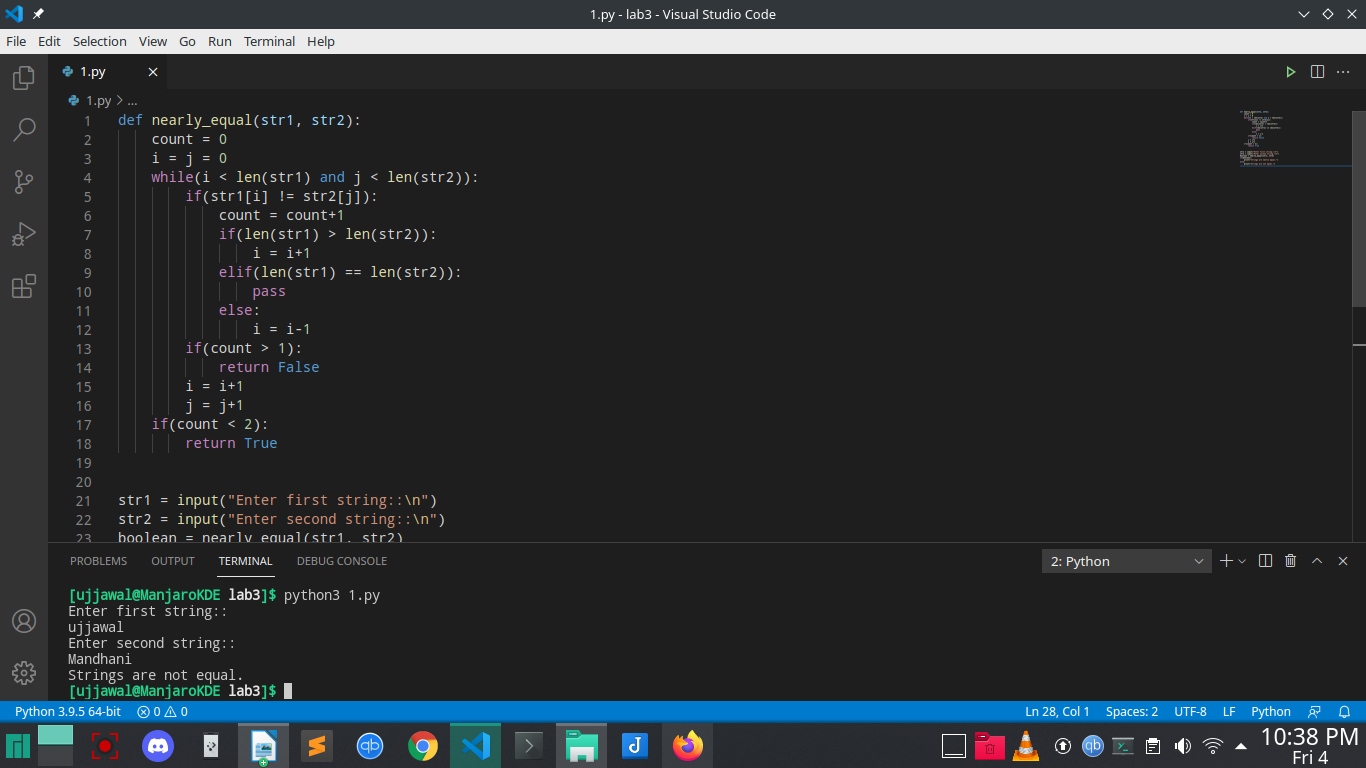 1.py - lab3 - Visual Studio Code
File Edit Selection View Go Run Terminal Help
1.py
1.py > ...
1 def nearly_equal(str1, str2):
2     count = 0
3     i = j = 0
4     while(i < len(str1) and j < len(str2)):
5         if(str1[i] != str2[j]):
6             count = count+1
7             if(len(str1) > len(str2)):
8                 i = i+1
9             elif(len(str1) == len(str2)):
10                 pass
11             else:
12                 i = i-1
13         if(count > 1):
14             return False
15         i = i+1
16         j = j+1
17     if(count < 2):
18         return True
19
20
21 str1 = input("Enter first string::\n")
22 str2 = input("Enter second string::\n")
23 boolean = nearly_equal(str1, str2)
PROBLEMS OUTPUT TERMINAL DEBUG CONSOLE 2: Python
[ujjawal@ManjaroKDE lab3]$ python3 1.py
Enter first string::
ujjawal
Enter second string::
Mandhani
Strings are not equal.
[ujjawal@ManjaroKDE lab3]$
Python 3.9.5 64-bit 0 0 Ln 28, Col 1 Spaces: 2 UTF-8 LF Python
10:38 PM
Fri 4